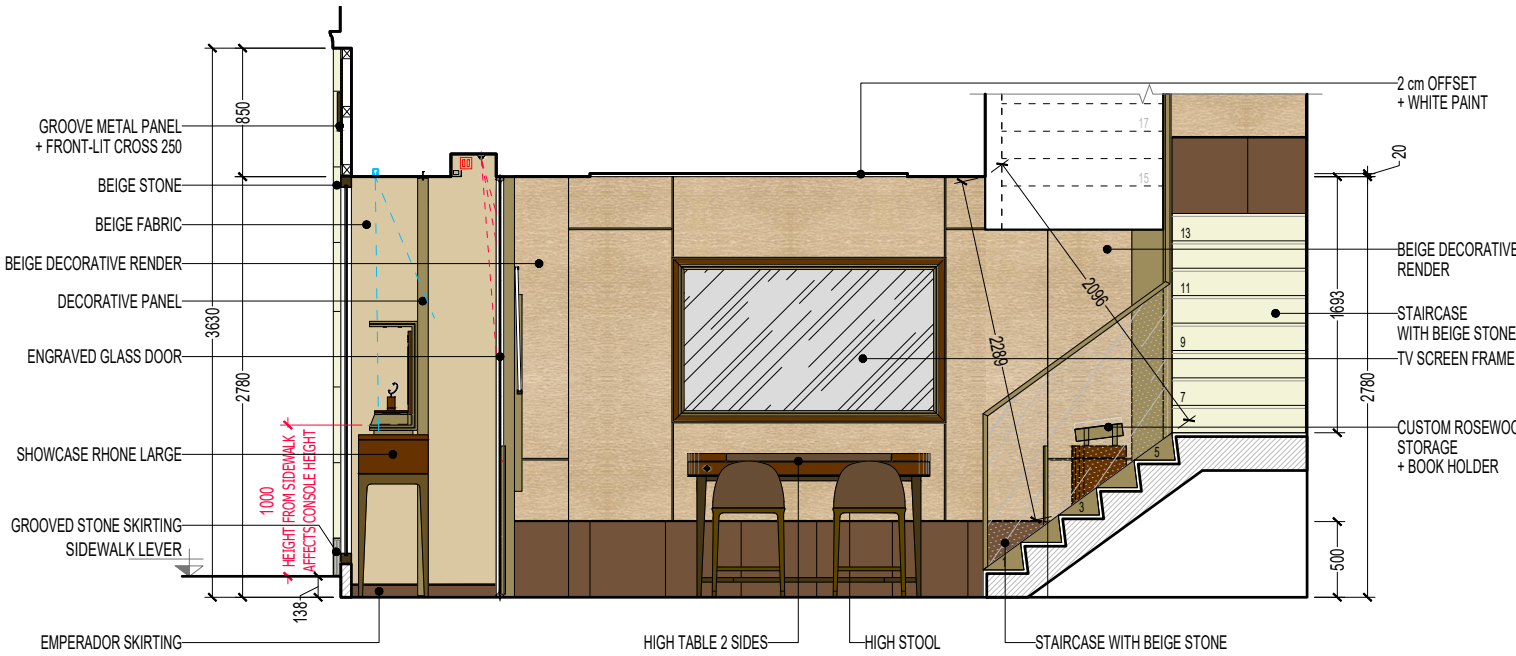 GROOVE METAL PANEL
+ FRONT-LIT CROSS 250
BEIGE STONE
BEIGE FABRIC
BEIGE DECORATIVE RENDER
DECORATIVE PANEL
ENGRAVED GLASS DOOR
SHOWCASE RHONE LARGE
GROOVED STONE SKIRTING
SIDEWALK LEVER
EMPERADOR SKIRTING
3630
850
2780
138
1000
HEIGHT FROM SIDEWALK
AFFECTS CONSOLE HEIGHT
HIGH TABLE 2 SIDES
HIGH STOOL
STAIRCASE WITH BEIGE STONE
2289
2096
17
15
13
11
9
7
5
3
2 cm OFFSET
+ WHITE PAINT
20
BEIGE DECORATIVE
RENDER
1693
STAIRCASE
WITH BEIGE STONE
TV SCREEN FRAME
2780
CUSTOM ROSEWOO
STORAGE
+ BOOK HOLDER
500